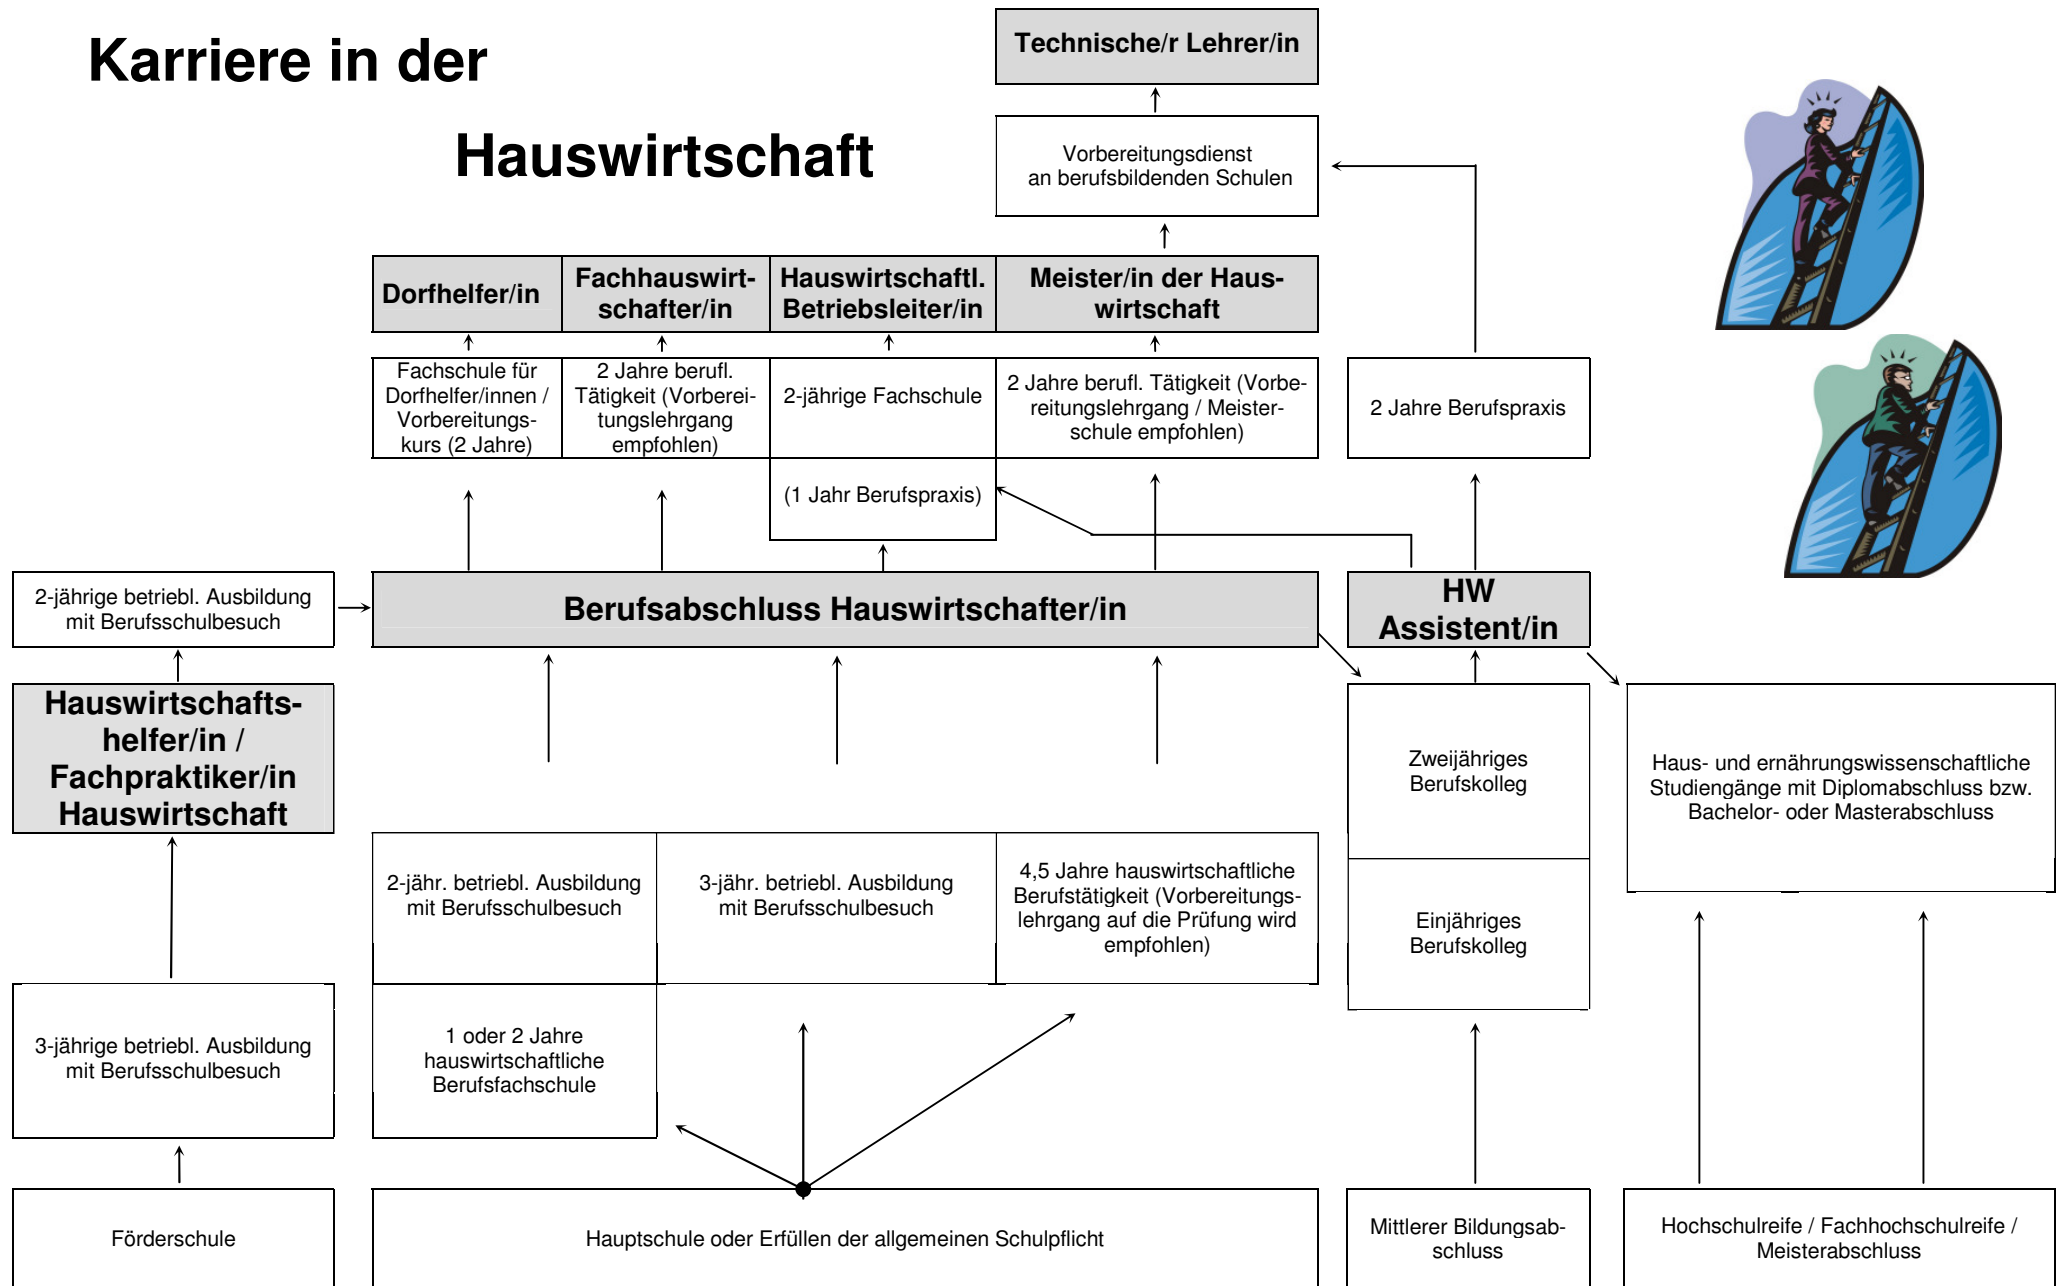 Karriere in der
Hauswirtschaft
Technische/r Lehrer/in
Vorbereitungsdienst
an berufsbildenden Schulen
Dorfhelfer/in
Fachhauswirt-
schafter/in
Hauswirtschaftl.
Betriebsleiter/in
Meister/in der Haus-
wirtschaft
Fachschule für
Dorfhelfer/innen /
Vorbereitungs-
kurs (2 Jahre)
2 Jahre berufl.
Tätigkeit (Vorberei-
tungslehrgang
empfohlen)
2-jährige Fachschule
2 Jahre berufl. Tätigkeit (Vorbe-
reitungslehrgang / Meister-
schule empfohlen)
2 Jahre Berufspraxis
(1 Jahr Berufspraxis)
2-jährige betriebl. Ausbildung
mit Berufsschulbesuch
Berufsabschluss Hauswirtschafter/in
HW
Assistent/in
Hauswirtschafts-
helfer/in /
Fachpraktiker/in
Hauswirtschaft
Zweijähriges
Berufskolleg
Haus- und ernährungswissenschaftliche
Studiengänge mit Diplomabschluss bzw.
Bachelor- oder Masterabschluss
2-jähr. betriebl. Ausbildung
mit Berufsschulbesuch
3-jähr. betriebl. Ausbildung
mit Berufsschulbesuch
4,5 Jahre hauswirtschaftliche
Berufstätigkeit (Vorbereitungs-
lehrgang auf die Prüfung wird
empfohlen)
Einjähriges
Berufskolleg
3-jährige betriebl. Ausbildung
mit Berufsschulbesuch
1 oder 2 Jahre
hauswirtschaftliche
Berufsfachschule
Förderschule
Hauptschule oder Erfüllen der allgemeinen Schulpflicht
Mittlerer Bildungsab-
schluss
Hochschulreife / Fachhochschulreife /
Meisterabschluss